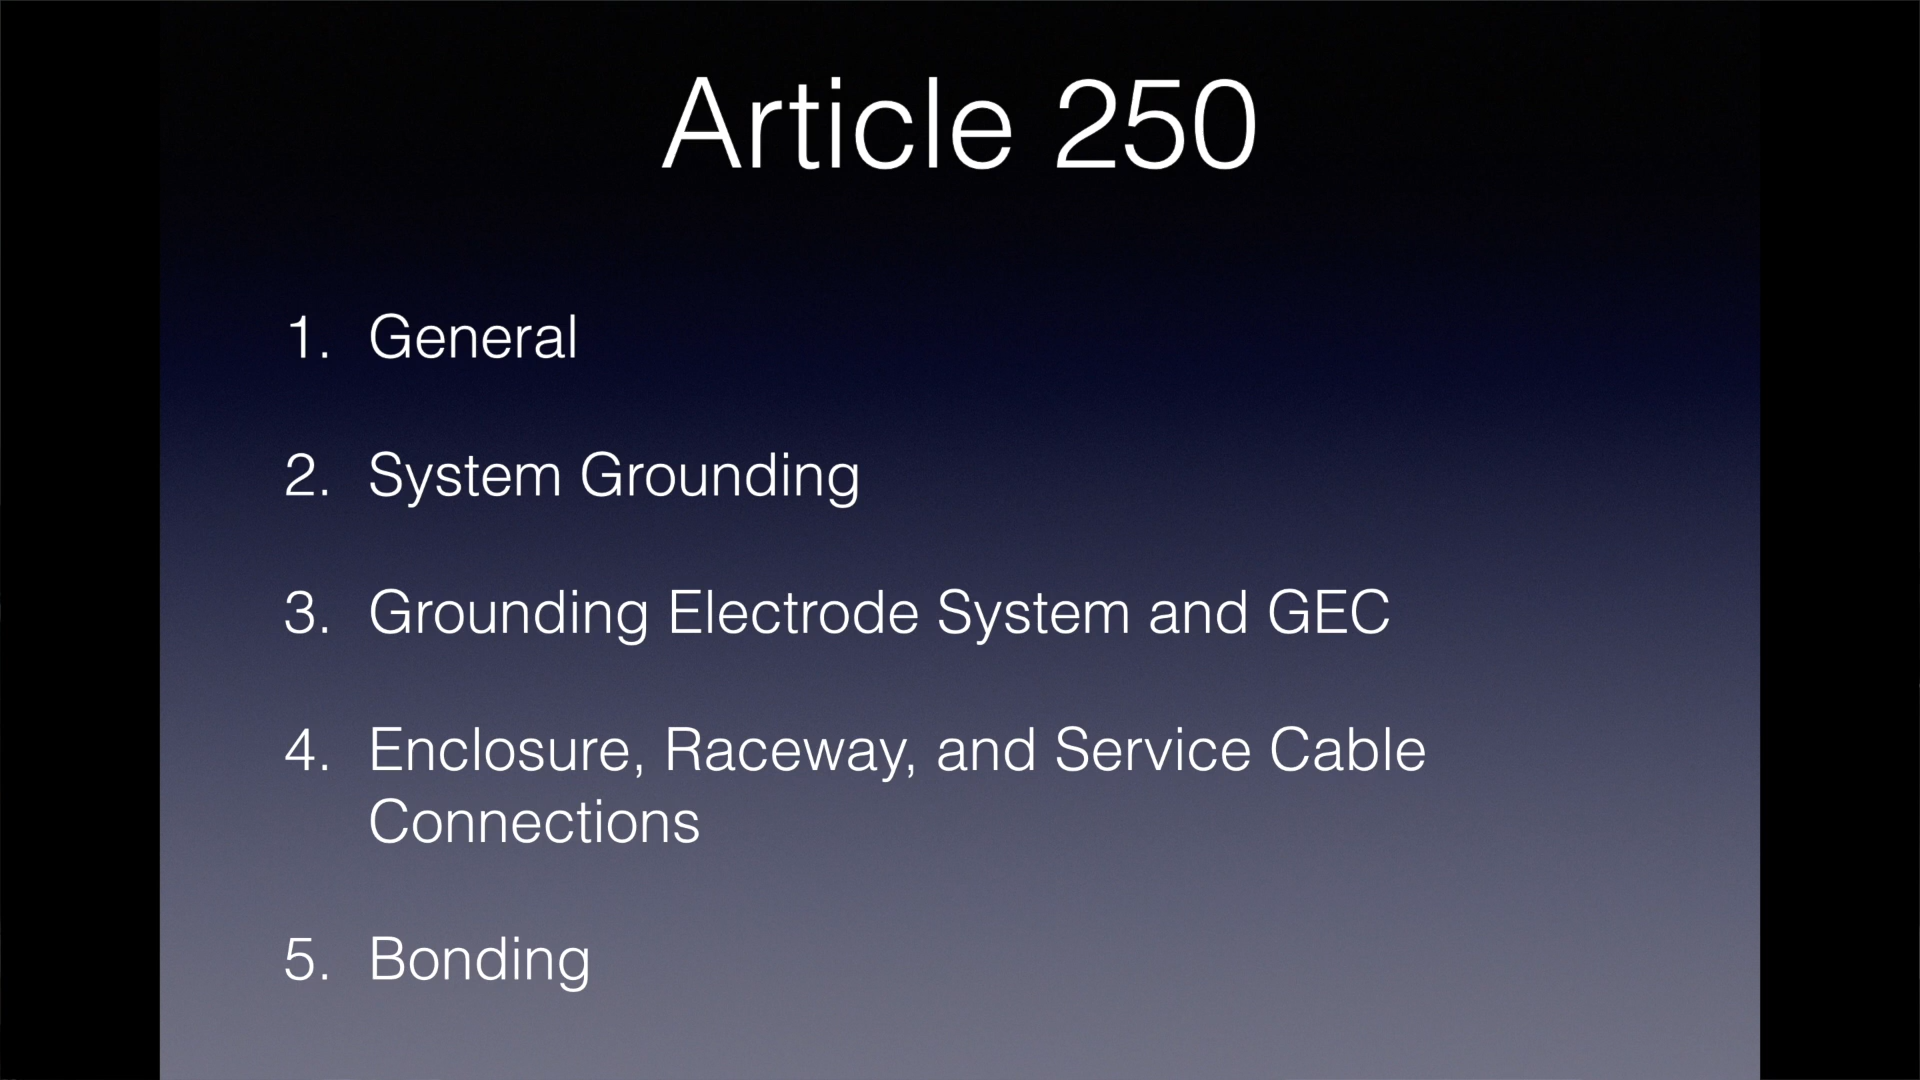 Article 250
1. General
2. System Grounding
3. Grounding Electrode System and GEC
4. Enclosure, Raceway, and Service Cable
Connections
5. Bonding